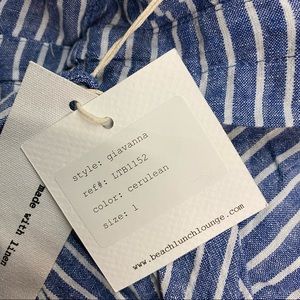 style: giavanna
ref#: LTB1152
color: cerulean
size: 1
www.beachlunchlounge.com
made with linen